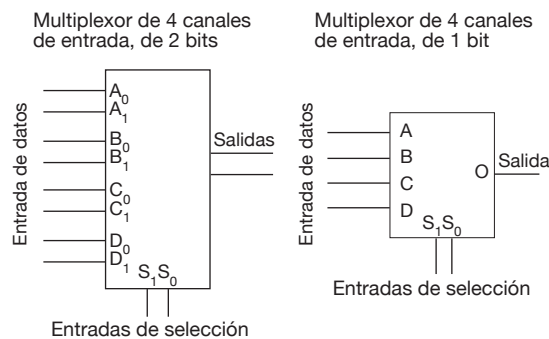 Multiplexor de 4 canales
de entrada, de 2 bits
Entrada de datos
A0
A1
B0
B1
C0
C1
D0
D1
S1S0
Salidas
Entradas de selección
Multiplexor de 4 canales
de entrada, de 1 bit
Entrada de datos
A
B
C
D
O
S1S0
Salida
Entradas de selección